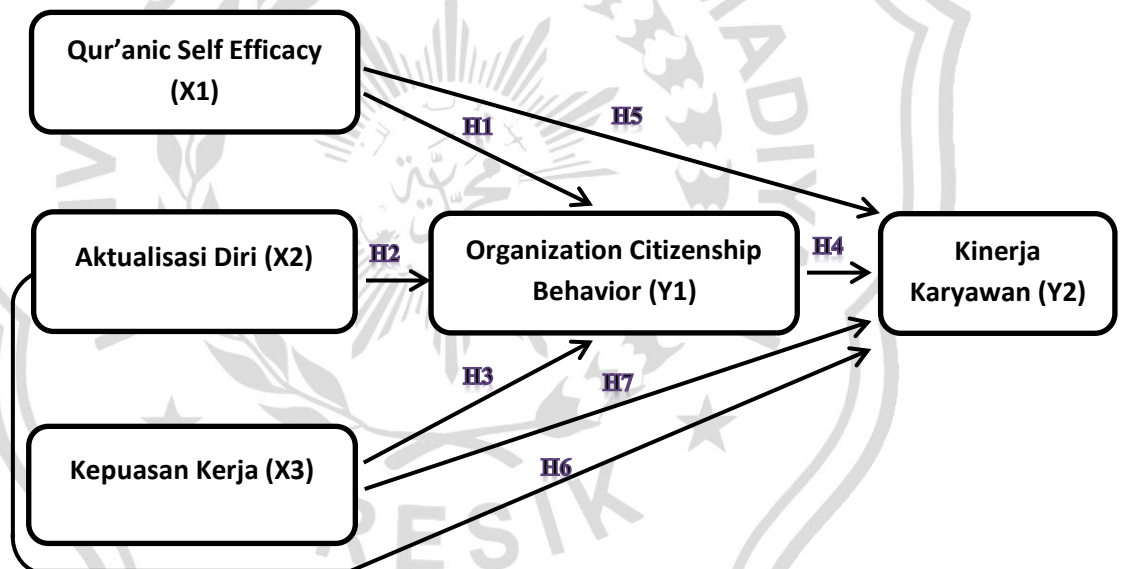 Qur’anic Self Efficacy
(X1)
H1
H5
Aktualisasi Diri (X2)
H2
Organization Citizenship
Behavior (Y1)
H4
Kinerja
Karyawan (Y2)
H3
H7
Kepuasan Kerja (X3)
H6
RESIK